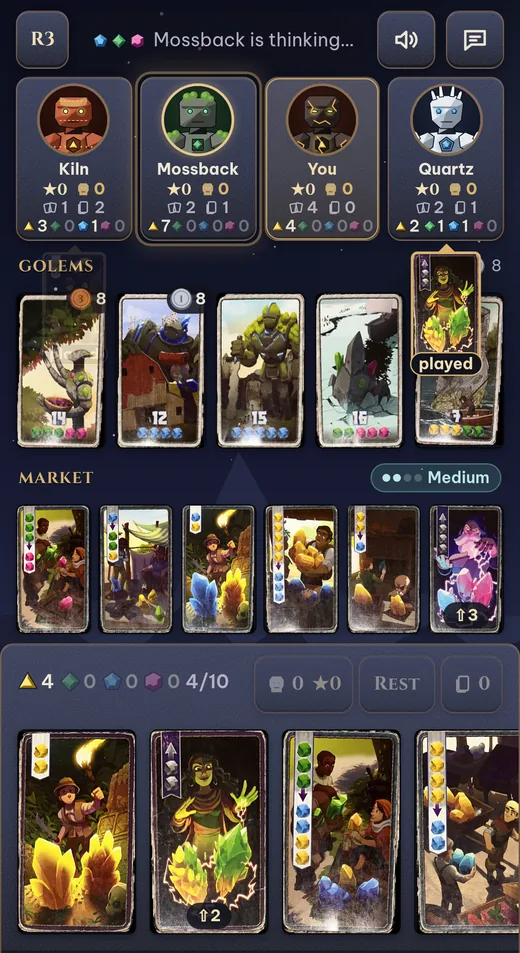 R3 Mossback is thinking...
Kiln Mossback You Quartz
★0 0 ★0 0 ★0 0 ★0 0
1 2 2 1 4 0 1 1
3 0 1 0 7 0 0 0 4 0 0 0 2 1 1 0
GOLEMS
3 8 1 8 8
played
14 12 15 16 7
MARKET Medium
⇧3
4 0 0 0 4/10 0 ★0 REST 0
⇧2